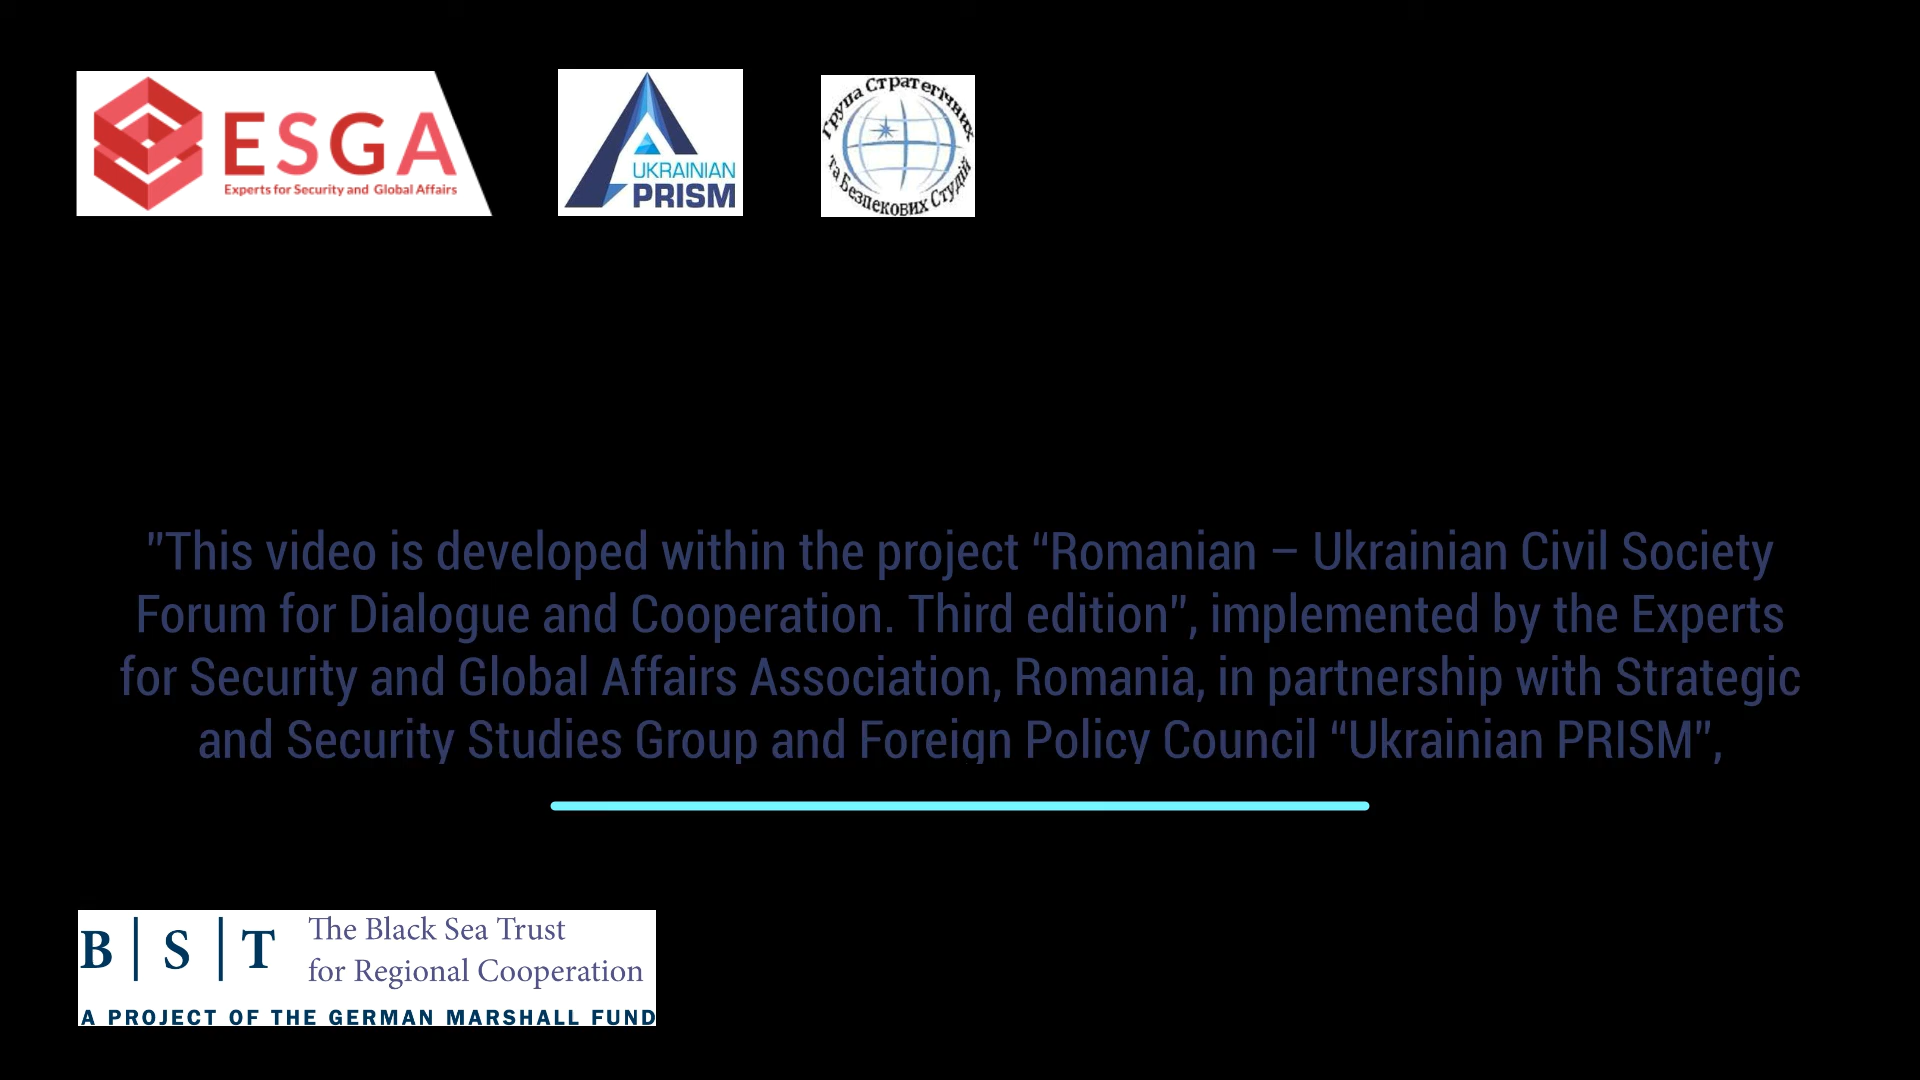 ESGA
Experts for Security and Global Affairs
UKRAINIAN
PRISM
Група Стратегічних
та Безпекових Студій
"This video is developed within the project “Romanian – Ukrainian Civil Society
Forum for Dialogue and Cooperation. Third edition”, implemented by the Experts
for Security and Global Affairs Association, Romania, in partnership with Strategic
and Security Studies Group and Foreign Policy Council “Ukrainian PRISM”,
B | S | T
The Black Sea Trust
for Regional Cooperation
A PROJECT OF THE GERMAN MARSHALL FUND